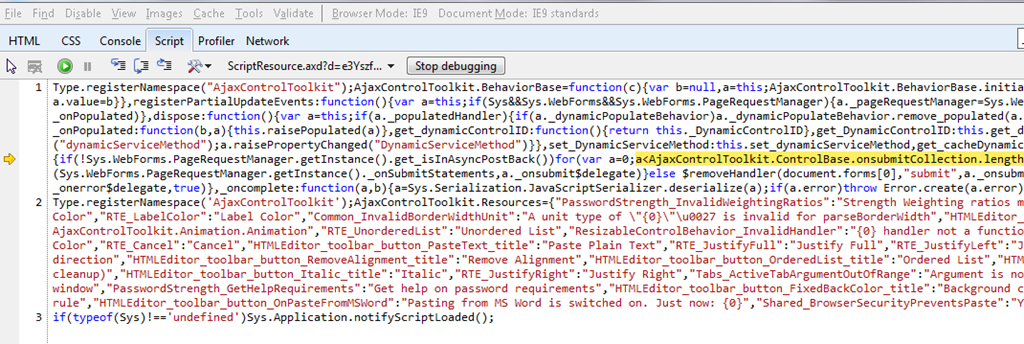 File Find Disable View Images Cache Tools Validate Browser Mode: IE9 Document Mode: IE9 standards
HTML CSS Console Script Profiler Network
ScriptResource.axd?d=e3Yszf... Stop debugging
1 Type.registerNamespace("AjaxControlToolkit");AjaxControlToolkit.BehaviorBase=function(c){var b=null,a=this;AjaxControlToolkit.BehaviorBase.initia
a.value=b}},registerPartialUpdateEvents:function(){var a=this;if(Sys&&Sys.WebForms&&Sys.WebForms.PageRequestManager){a._pageRequestManager=Sys.We
_onPopulated)},dispose:function(){var a=this;if(a._populatedHandler){if(a._dynamicPopulateBehavior)a._dynamicPopulateBehavior.remove_populated(a.
_onPopulated:function(b,a){this.raisePopulated(a)},get_dynamicControlID:function(){return this._DynamicControlID},get_DynamicControlID:this.get_d
("dynamicServiceMethod");a.raisePropertyChanged("DynamicServiceMethod")}},set_DynamicServiceMethod:this.set_dynamicServiceMethod,get_cacheDynamic
{if(!Sys.WebForms.PageRequestManager.getInstance().get_isInAsyncPostBack())for(var a=0;a<AjaxControlToolkit.ControlBase.onsubmitCollection.length
(Sys.WebForms.PageRequestManager.getInstance()._onSubmitStatements,a._onsubmit$delegate)}else $removeHandler(document.forms[0],"submit",a._onsubm
_onerror$delegate,true)},_oncomplete:function(a,b){a=Sys.Serialization.JavaScriptSerializer.deserialize(a);if(a.error)throw Error.create(a.error)
2 Type.registerNamespace('AjaxControlToolkit');AjaxControlToolkit.Resources={"PasswordStrength_InvalidWeightingRatios":"Strength Weighting ratios m
Color","RTE_LabelColor":"Label Color","Common_InvalidBorderWidthUnit":"A unit type of \"{0}\"\u0027 is invalid for parseBorderWidth","HTMLEditor_
AjaxControlToolkit.Animation.Animation","RTE_UnorderedList":"Unordered List","ResizableControlBehavior_InvalidHandler":"{0} handler not a functio
Color","RTE_Cancel":"Cancel","HTMLEditor_toolbar_button_PasteText_title":"Paste Plain Text","RTE_JustifyFull":"Justify Full","RTE_JustifyLeft":"J
direction","HTMLEditor_toolbar_button_RemoveAlignment_title":"Remove Alignment","HTMLEditor_toolbar_button_OrderedList_title":"Ordered List","HTM
cleanup)","HTMLEditor_toolbar_button_Italic_title":"Italic","RTE_JustifyRight":"Justify Right","Tabs_ActiveTabArgumentOutOfRange":"Argument is no
window","PasswordStrength_GetHelpRequirements":"Get help on password requirements","HTMLEditor_toolbar_button_FixedBackColor_title":"Background c
rule","HTMLEditor_toolbar_button_OnPasteFromMSWord":"Pasting from MS Word is switched on. Just now: {0}","Shared_BrowserSecurityPreventsPaste":"Y
3 if(typeof(Sys)!=='undefined')Sys.Application.notifyScriptLoaded();